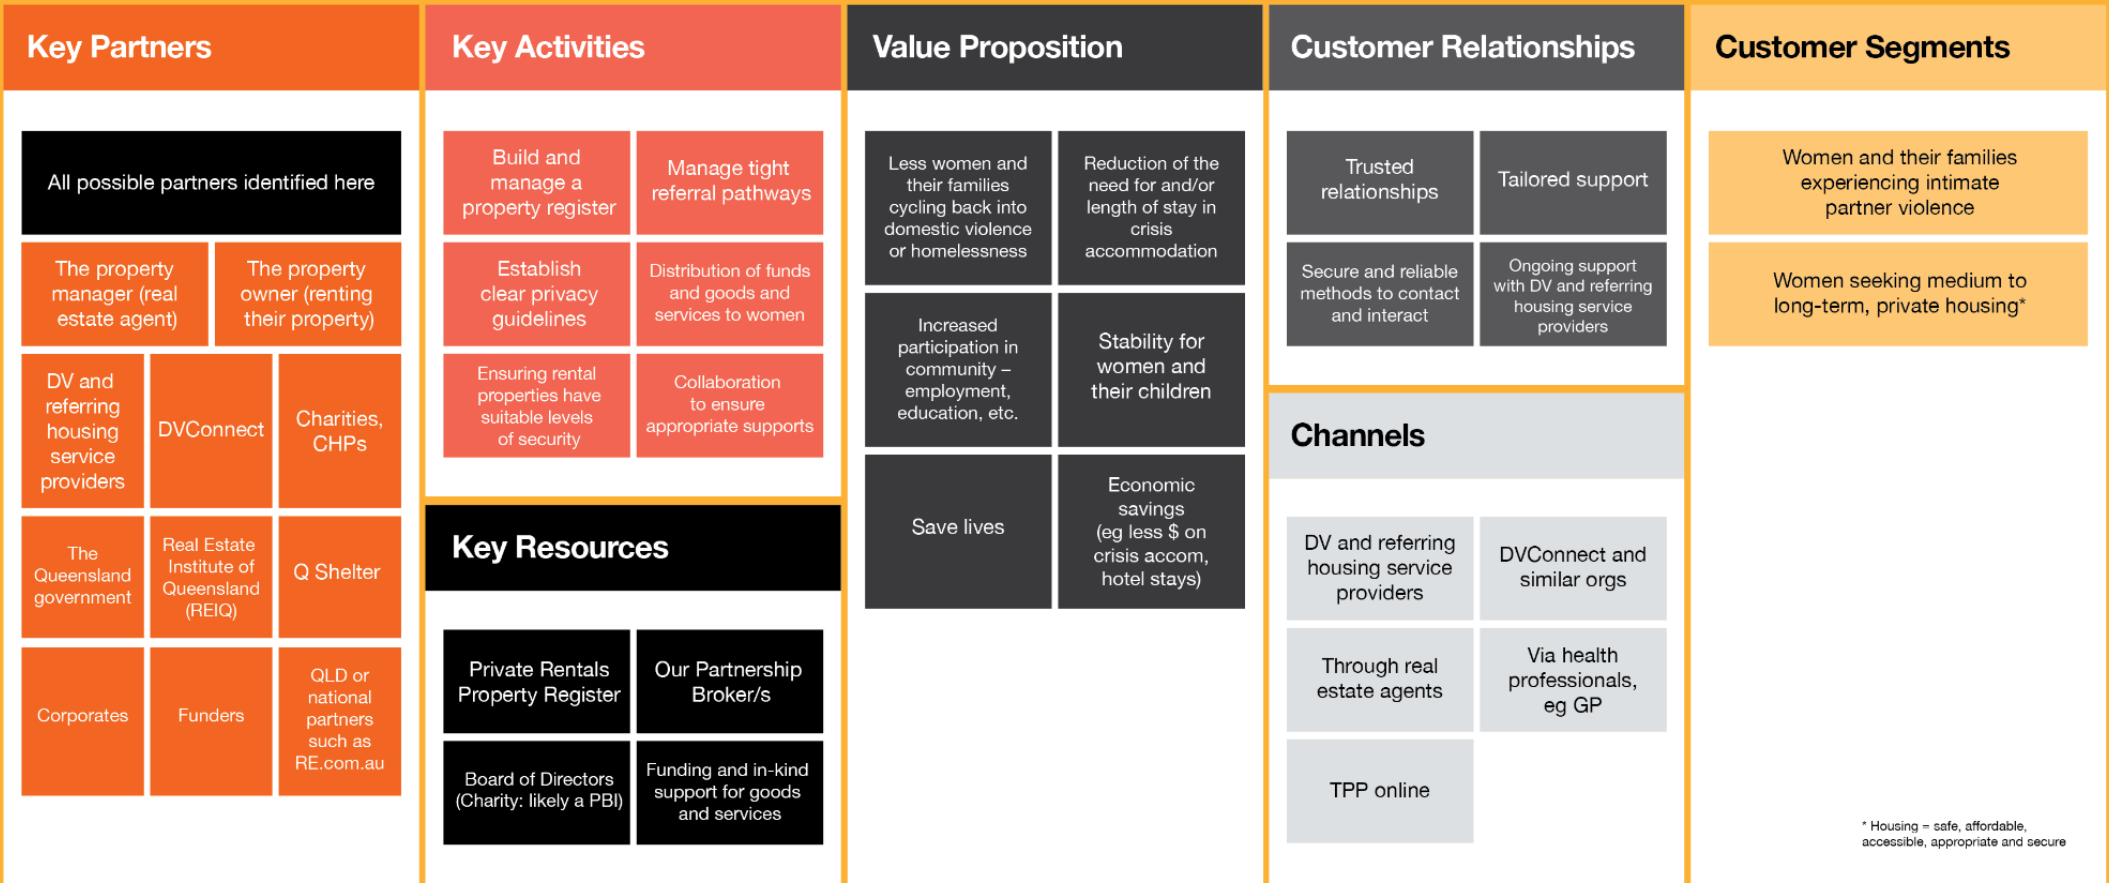 Key Partners
All possible partners identified here
The property
manager (real
estate agent)
The property
owner (renting
their property)
DV and
referring
housing
service
providers
DVConnect
Charities,
CHPs
The
Queensland
government
Real Estate
Institute of
Queensland
(REIQ)
Q Shelter
Corporates
Funders
QLD or
national
partners
such as
RE.com.au
Key Activities
Build and
manage a
property register
Manage tight
referral pathways
Establish
clear privacy
guidelines
Distribution of funds
and goods and
services to women
Ensuring rental
properties have
suitable levels
of security
Collaboration
to ensure
appropriate supports
Key Resources
Private Rentals
Property Register
Our Partnership
Broker/s
Board of Directors
(Charity: likely a PBI)
Funding and in-kind
support for goods
and services
Value Proposition
Less women and
their families
cycling back into
domestic violence
or homelessness
Reduction of the
need for and/or
length of stay in
crisis
accommodation
Increased
participation in
community –
employment,
education, etc.
Stability for
women and
their children
Save lives
Economic
savings
(eg less $ on
crisis accom,
hotel stays)
Customer Relationships
Trusted
relationships
Tailored support
Secure and reliable
methods to contact
and interact
Ongoing support
with DV and referring
housing service
providers
Channels
DV and referring
housing service
providers
DVConnect and
similar orgs
Through real
estate agents
Via health
professionals,
eg GP
TPP online
Customer Segments
Women and their families
experiencing intimate
partner violence
Women seeking medium to
long-term, private housing*
* Housing = safe, affordable,
accessible, appropriate and secure